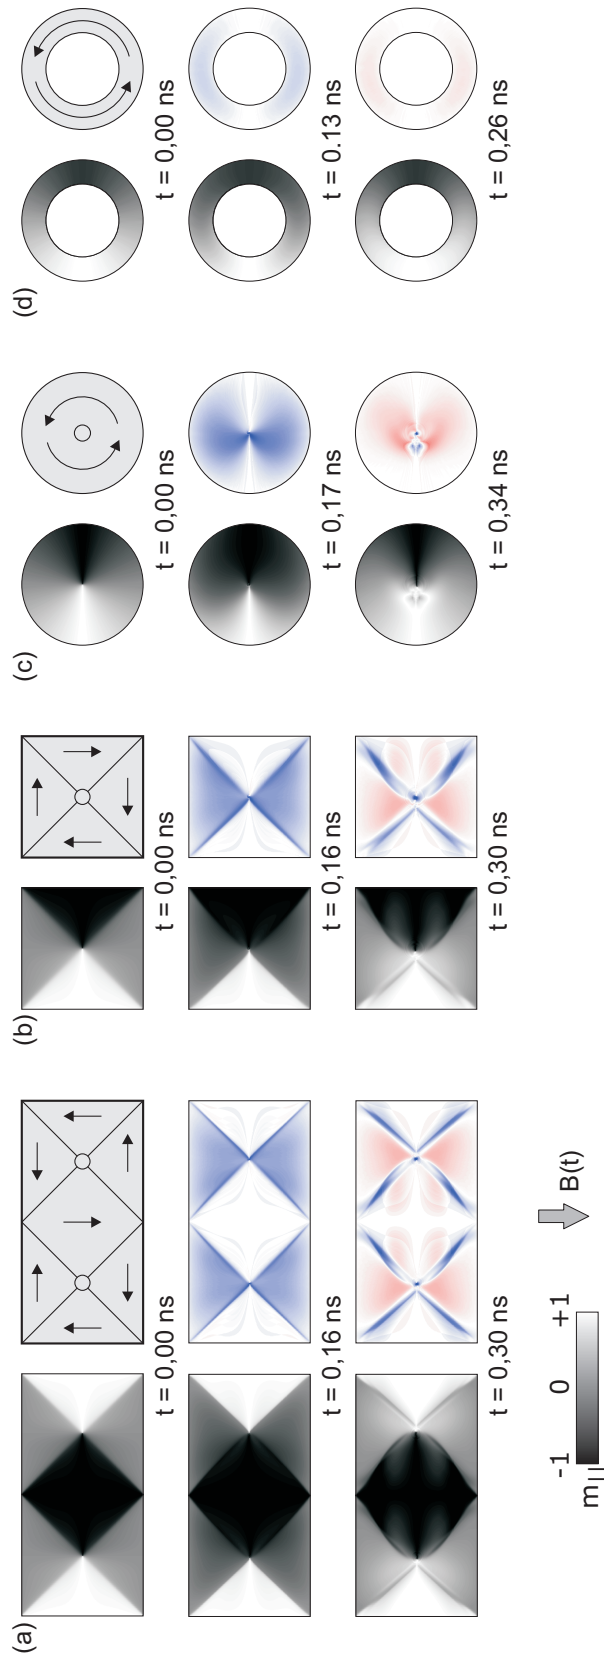 (a)
t = 0,00 ns
t = 0,16 ns
t = 0,30 ns
(b)
t = 0,00 ns
t = 0,16 ns
t = 0,30 ns
(c)
t = 0,00 ns
t = 0,17 ns
t = 0,34 ns
(d)
t = 0,00 ns
t = 0.13 ns
t = 0,26 ns
m||
-1 0 +1
B(t)